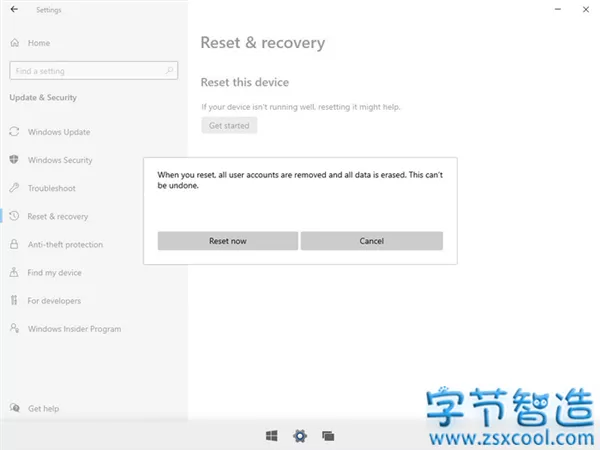 Settings
Home
Find a setting
Update & Security
Windows Update
Windows Security
Troubleshoot
Reset & recovery
Anti-theft protection
Find my device
For developers
Windows Insider Program
Get help
Reset & recovery
Reset this device
If your device isn't running well, resetting it might help.
Get started
When you reset, all user accounts are removed and all data is erased. This can't
be undone.
Reset now
Cancel
字节智造
www.zsxcool.com